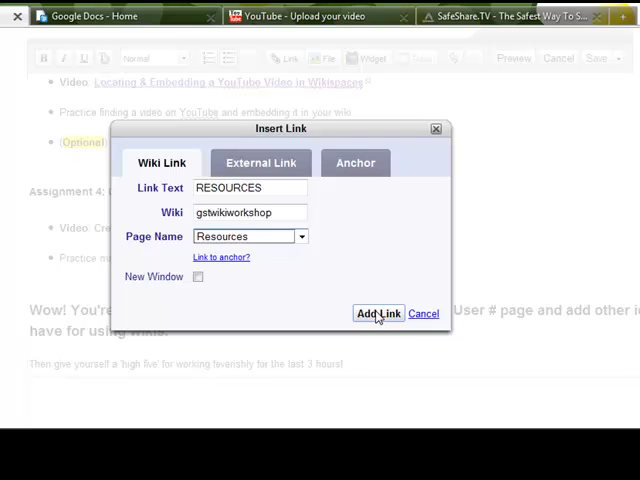 Google Docs - Home
YouTube - Upload your video
SafeShare.TV - The Safest Way To S...
B I U Normal Link File Widget Preview Cancel Save
Video: Locating & Embedding a YouTube Video in Wikispaces
Practice finding a video on YouTube and embedding it in your wiki
(Optional)
Insert Link
Wiki Link External Link Anchor
Link Text RESOURCES
Assignment 4:
Wiki gstwikiworkshop
Video: Cre
Page Name Resources
Link to anchor?
Practice
New Window
Wow! You're User # page and add other
Add Link Cancel
have for using wikis.
Then give yourself a 'high five' for working feverishly for the last 3 hours!